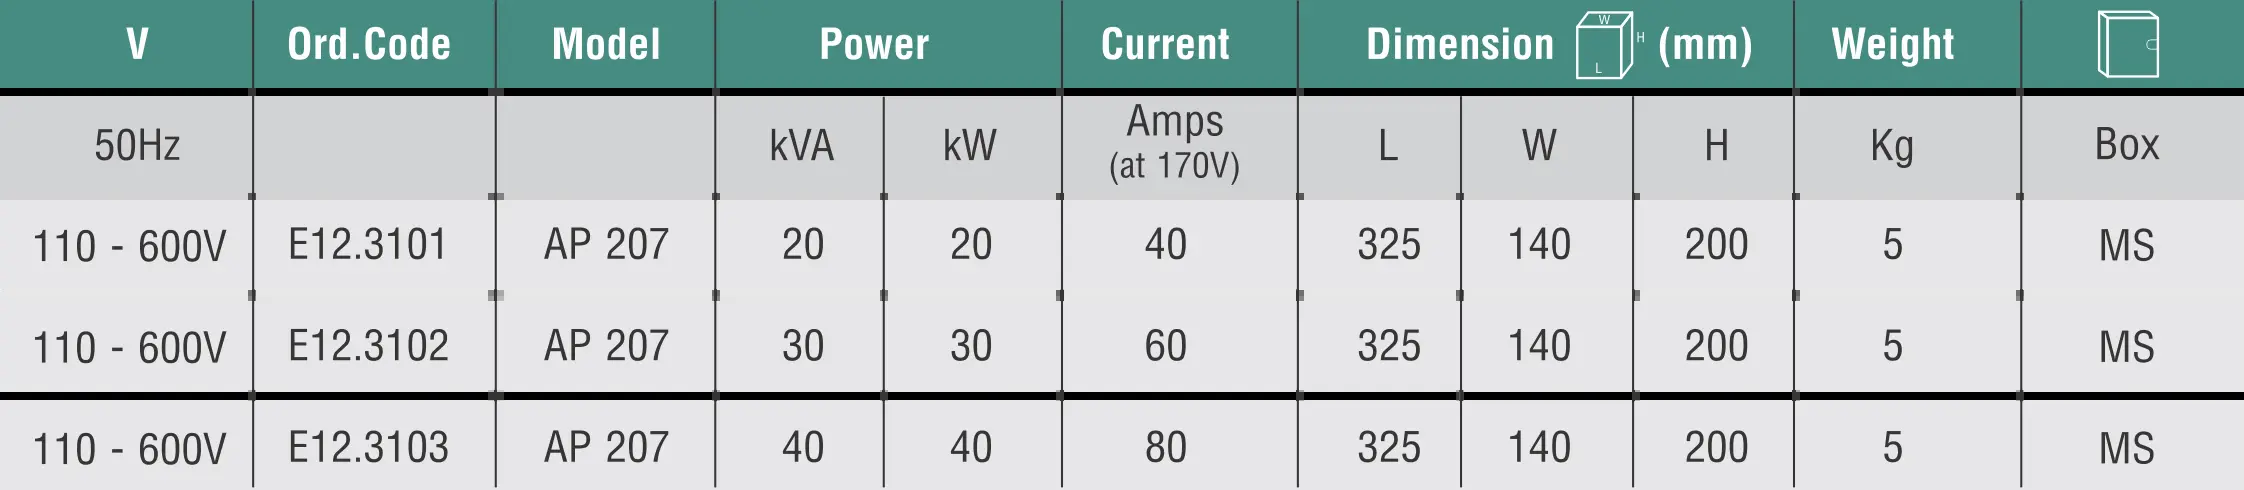 V Ord.Code Model Power Current Dimension W H L (mm) Weight
50Hz kVA kW Amps (at 170V) L W H Kg Box
110 - 600V E12.3101 AP 207 20 20 40 325 140 200 5 MS
110 - 600V E12.3102 AP 207 30 30 60 325 140 200 5 MS
110 - 600V E12.3103 AP 207 40 40 80 325 140 200 5 MS